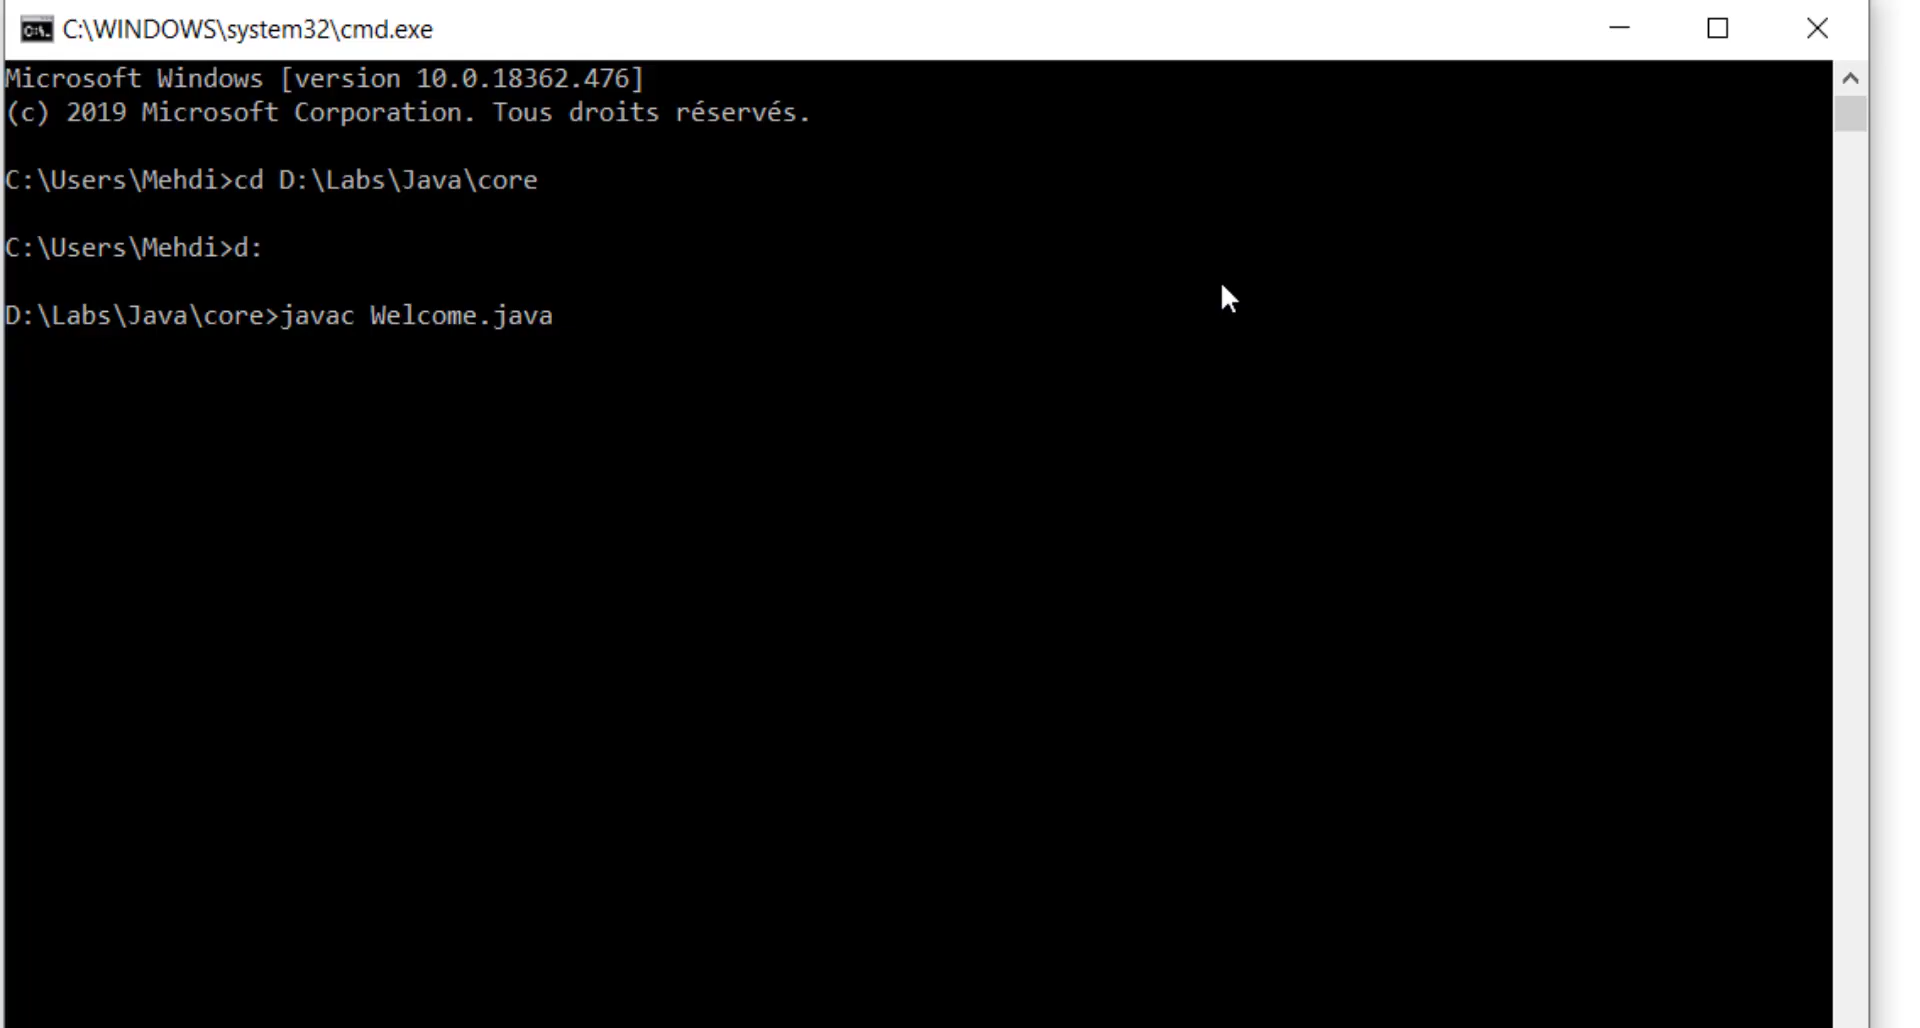 C:\WINDOWS\system32\cmd.exe
Microsoft Windows [version 10.0.18362.476]
(c) 2019 Microsoft Corporation. Tous droits réservés.
C:\Users\Mehdi>cd D:\Labs\Java\core
C:\Users\Mehdi>d:
D:\Labs\Java\core>javac Welcome.java